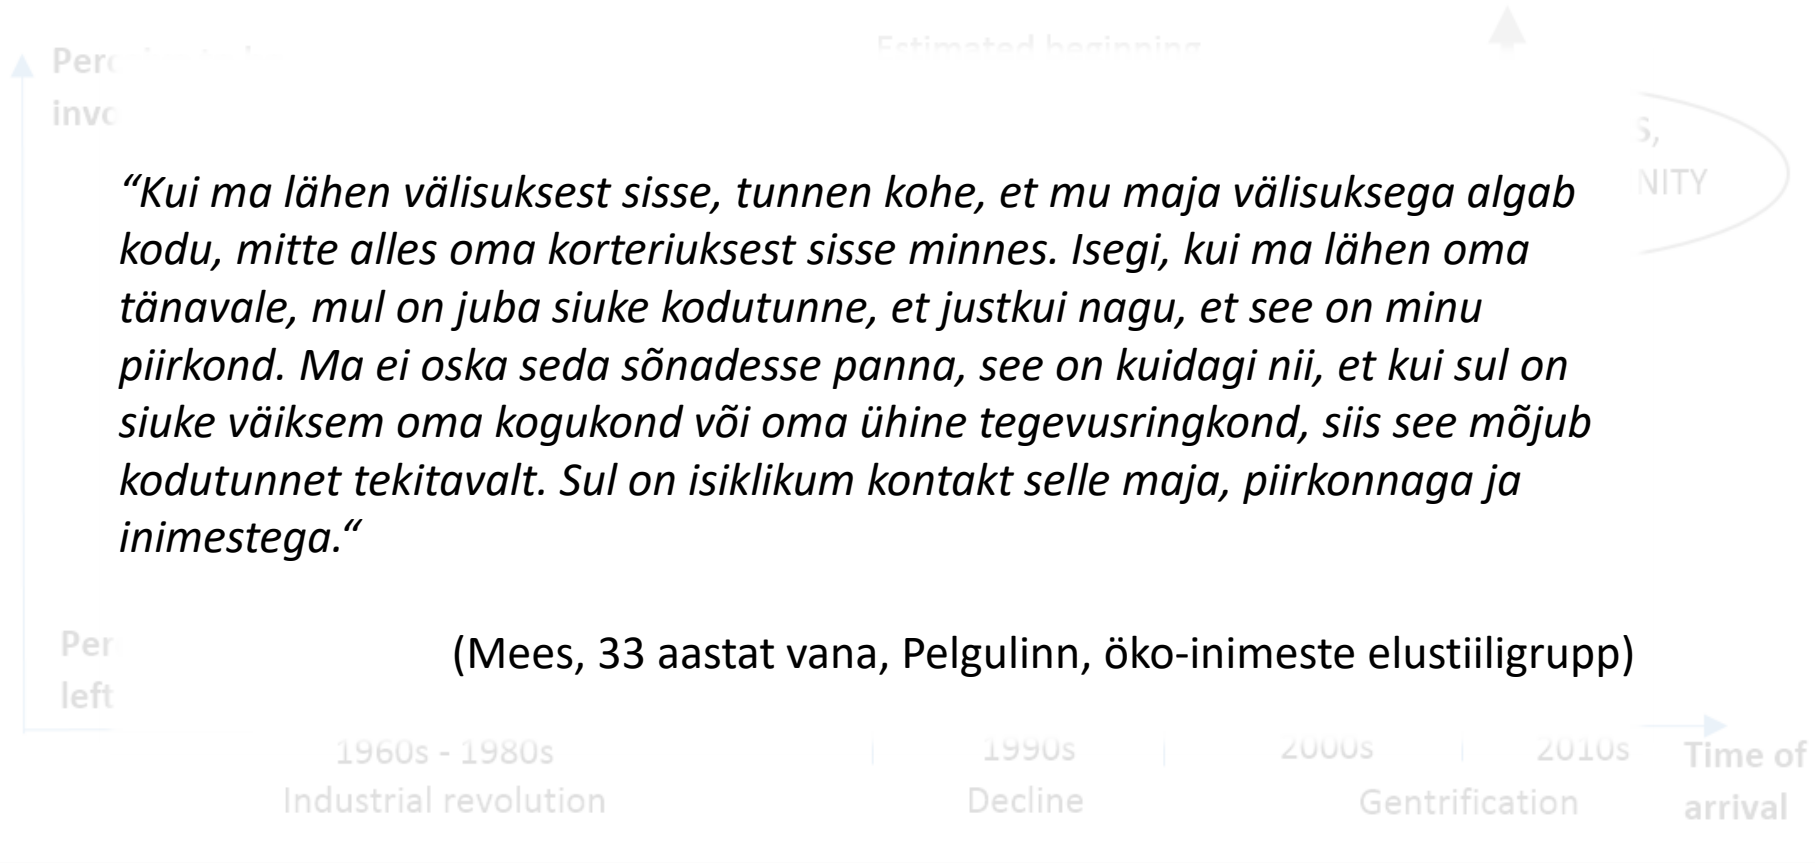 Estimated beginning
“Kui ma lähen välisuksest sisse, tunnen kohe, et mu maja välisuksega algab
kodu, mitte alles oma korteriuksest sisse minnes. Isegi, kui ma lähen oma
tänavale, mul on juba siuke kodutunne, et justkui nagu, et see on minu
piirkond. Ma ei oska seda sõnadesse panna, see on kuidagi nii, et kui sul on
siuke väiksem oma kogukond või oma ühine tegevusringkond, siis see mõjub
kodutunnet tekitavalt. Sul on isiklikum kontakt selle maja, piirkonnaga ja
inimestega.“
(Mees, 33 aastat vana, Pelgulinn, öko-inimeste elustiiligrupp)
left
1960s - 1980s 1990s 2000s 2010s Time of
Industrial revolution Decline Gentrification arrival